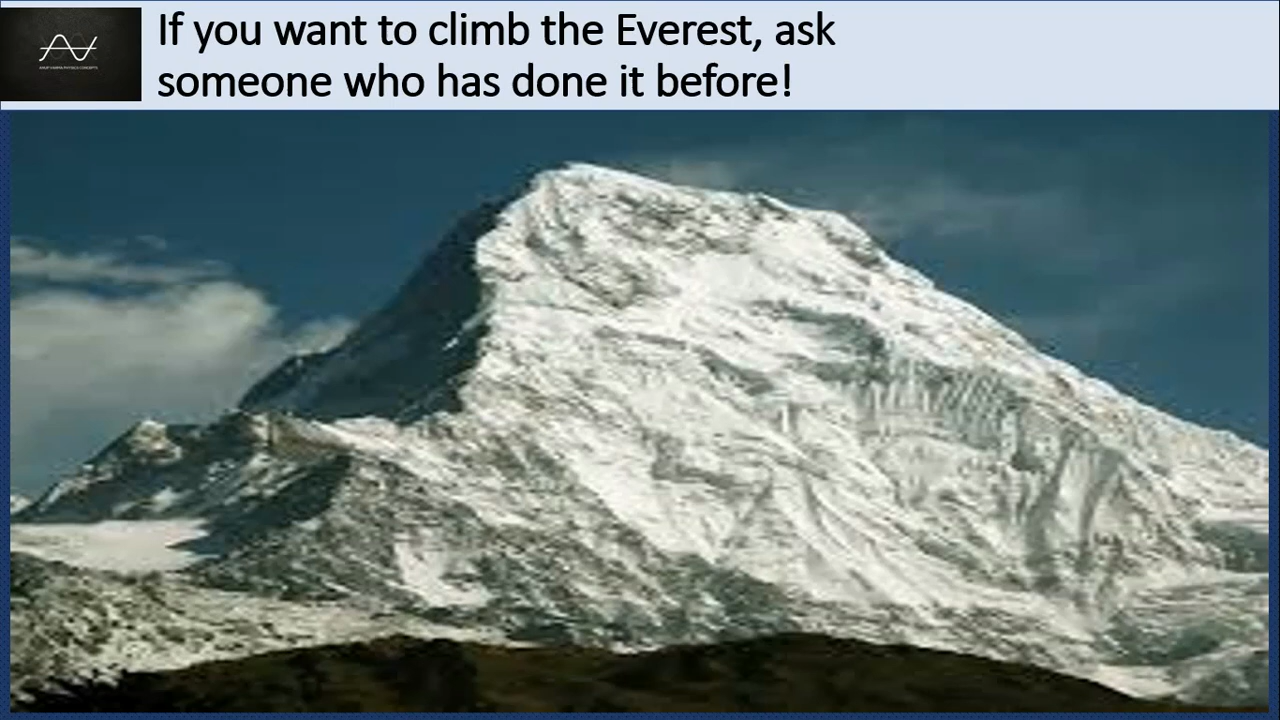 If you want to climb the Everest, ask
someone who has done it before!